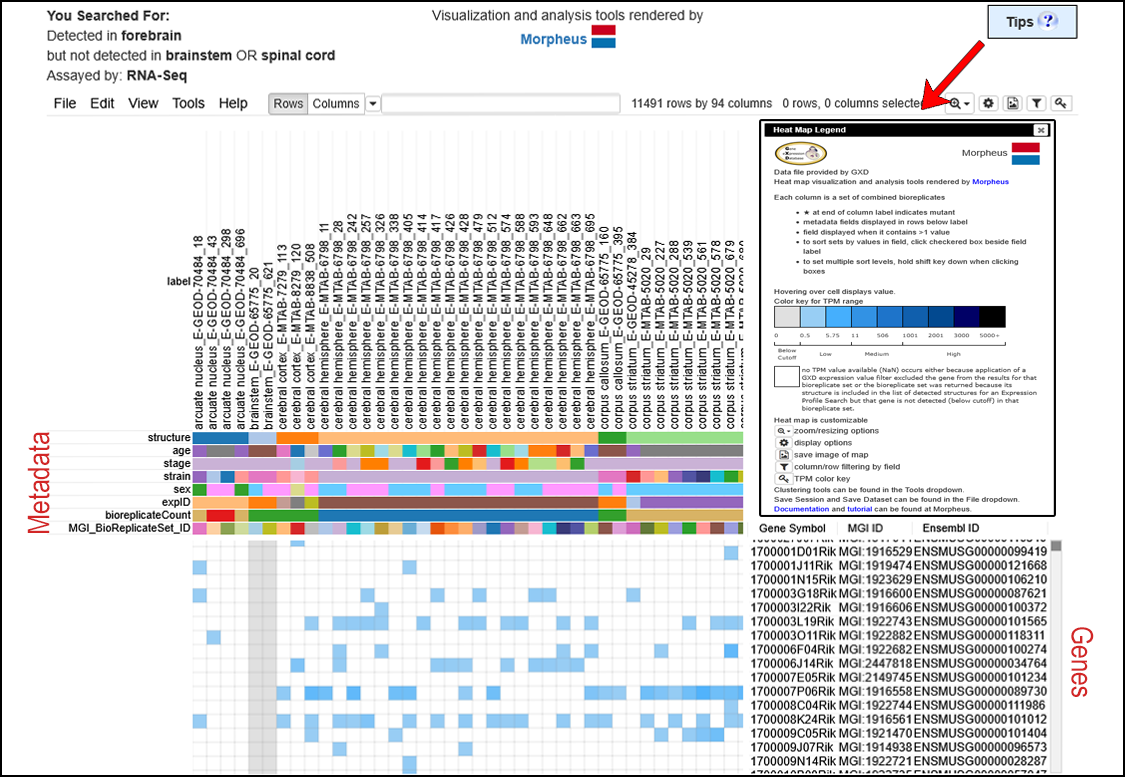 You Searched For:
Detected in forebrain
but not detected in brainstem OR spinal cord
Assayed by: RNA-Seq
Visualization and analysis tools rendered by
Morpheus
Tips ?
File Edit View Tools Help Rows Columns 11491 rows by 94 columns 0 rows, 0 columns selected
label
arcuate nucleus_E-GEOD-70484_18
arcuate nucleus_E-GEOD-70484_43
arcuate nucleus_E-GEOD-70484_298
arcuate nucleus_E-GEOD-70484_696
brainstem_E-GEOD-65775_20
brainstem_E-GEOD-65775_621
cerebral cortex_E-MTAB-7279_113
cerebral cortex_E-MTAB-8279_120
cerebral cortex_E-MTAB-8838_508
cerebral hemisphere_E-MTAB-6798_11
cerebral hemisphere_E-MTAB-6798_28
cerebral hemisphere_E-MTAB-6798_242
cerebral hemisphere_E-MTAB-6798_257
cerebral hemisphere_E-MTAB-6798_326
cerebral hemisphere_E-MTAB-6798_338
cerebral hemisphere_E-MTAB-6798_405
cerebral hemisphere_E-MTAB-6798_414
cerebral hemisphere_E-MTAB-6798_417
cerebral hemisphere_E-MTAB-6798_426
cerebral hemisphere_E-MTAB-6798_428
cerebral hemisphere_E-MTAB-6798_479
cerebral hemisphere_E-MTAB-6798_512
cerebral hemisphere_E-MTAB-6798_574
cerebral hemisphere_E-MTAB-6798_588
cerebral hemisphere_E-MTAB-6798_593
cerebral hemisphere_E-MTAB-6798_648
cerebral hemisphere_E-MTAB-6798_662
cerebral hemisphere_E-MTAB-6798_663
cerebral hemisphere_E-MTAB-6798_695
corpus callosum_E-GEOD-65775_160
corpus callosum_E-GEOD-65775_395
corpus striatum_E-GEOD-45278_384
corpus striatum_E-MTAB-5020_29
corpus striatum_E-MTAB-5020_227
corpus striatum_E-MTAB-5020_288
corpus striatum_E-MTAB-5020_539
corpus striatum_E-MTAB-5020_561
corpus striatum_E-MTAB-5020_578
corpus striatum_E-MTAB-5020_679
Heat Map Legend
Morpheus
Data file provided by GXD
Heat map visualization and analysis tools rendered by Morpheus
Each column is a set of combined bioreplicates
• ★ at end of column label indicates mutant
• metadata fields displayed in rows below label
• field displayed when it contains >1 value
• to sort sets by values in field, click checkered box beside field
label
• to set multiple sort levels, hold shift key down when clicking
boxes
Hovering over cell displays value.
Color key for TPM range
0 0.5 5.75 11 506 1001 2001 3000 5000+
Below
Cutoff
Low Medium High
no TPM value available (NaN) occurs either because application of a
GXD expression value filter excluded the gene from the results for that
bioreplicate set or the bioreplicate set was returned because its
structure is included in the list of detected structures for an Expression
Profile Search but that gene is not detected (below cutoff) in that
bioreplicate set.
Heat map is customizable
zoom/resizing options
display options
save image of map
column/row filtering by field
TPM color key
Clustering tools can be found in the Tools dropdown.
Save Session and Save Dataset can be found in the File dropdown.
Documentation and tutorial can be found at Morpheus.
Metadata
structure
age
stage
strain
sex
expID
bioreplicateCount
MGI_BioReplicateSet_ID
Gene Symbol MGI ID Ensembl ID
1700001D01Rik MGI:1916529 ENSMUSG00000099419
1700001J11Rik MGI:1919474 ENSMUSG00000121668
1700001N15Rik MGI:1923629 ENSMUSG00000106210
1700003G18Rik MGI:1916600 ENSMUSG00000087621
1700003I22Rik MGI:1916606 ENSMUSG00000100372
1700003L19Rik MGI:1922743 ENSMUSG00000101565
1700003O11Rik MGI:1922882 ENSMUSG00000118311
1700006F04Rik MGI:1922682 ENSMUSG00000100274
1700006J14Rik MGI:2447818 ENSMUSG00000034764
1700007E05Rik MGI:2149745 ENSMUSG00000101234
1700007P06Rik MGI:1916558 ENSMUSG00000089730
1700008C04Rik MGI:1922744 ENSMUSG00000111986
1700008K24Rik MGI:1916561 ENSMUSG00000101012
1700009C05Rik MGI:1921470 ENSMUSG00000101404
1700009J07Rik MGI:1914938 ENSMUSG00000096573
1700009N14Rik MGI:1922721 ENSMUSG00000028287
Genes